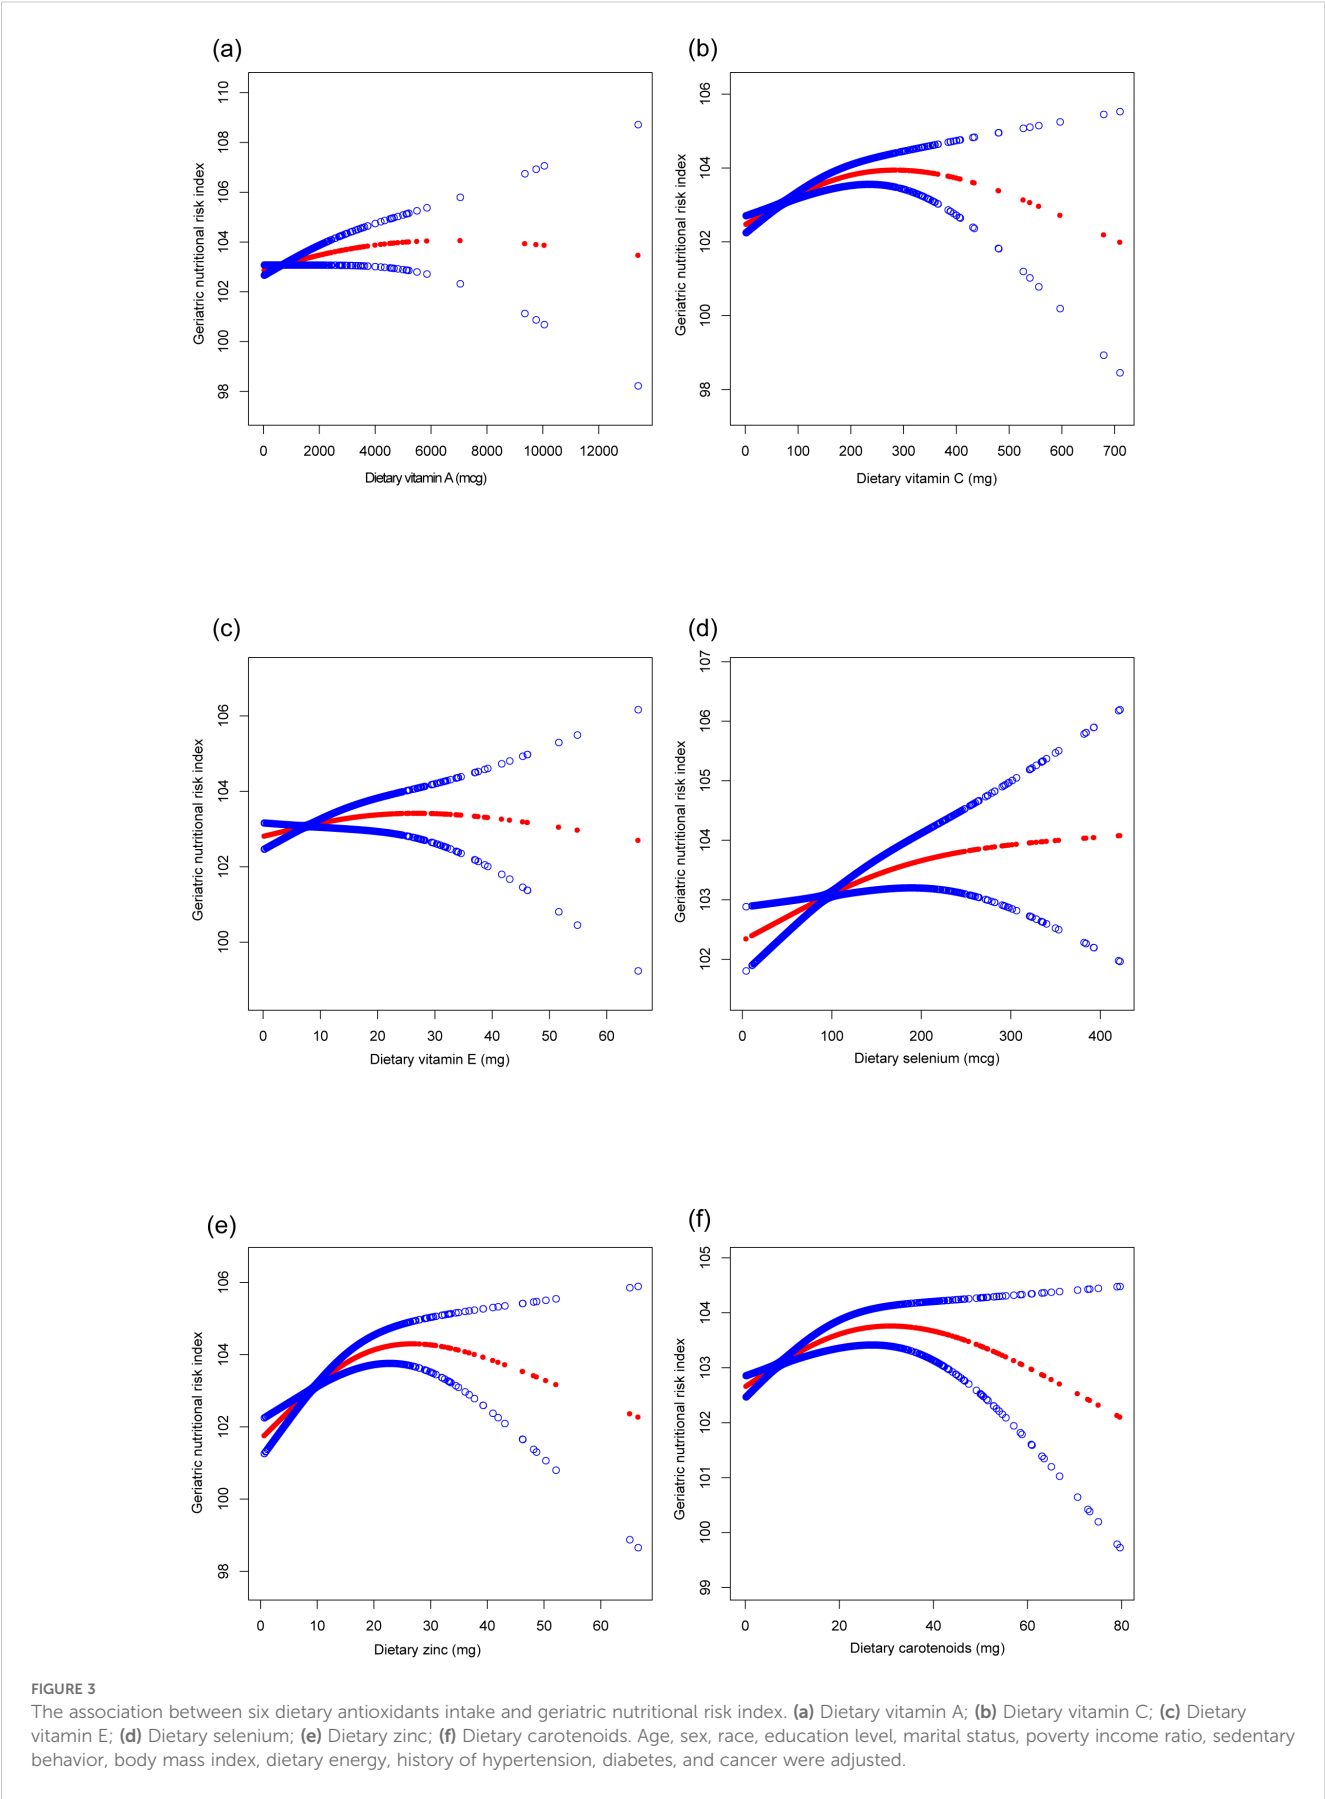 (a)
110
108
106
104
102
100
98
Geriatric nutritional risk index
0 2000 4000 6000 8000 10000 12000
Dietary vitamin A (mcg)
(b)
106
104
102
100
98
Geriatric nutritional risk index
0 100 200 300 400 500 600 700
Dietary vitamin C (mg)
(c)
106
104
102
100
Geriatric nutritional risk index
0 10 20 30 40 50 60
Dietary vitamin E (mg)
(d)
107
106
105
104
103
102
Geriatric nutritional risk index
0 100 200 300 400
Dietary selenium (mcg)
(e)
106
104
102
100
98
Geriatric nutritional risk index
0 10 20 30 40 50 60
Dietary zinc (mg)
(f)
105
104
103
102
101
100
99
Geriatric nutritional risk index
0 20 40 60 80
Dietary carotenoids (mg)
FIGURE 3
The association between six dietary antioxidants intake and geriatric nutritional risk index. (a) Dietary vitamin A; (b) Dietary vitamin C; (c) Dietary
vitamin E; (d) Dietary selenium; (e) Dietary zinc; (f) Dietary carotenoids. Age, sex, race, education level, marital status, poverty income ratio, sedentary
behavior, body mass index, dietary energy, history of hypertension, diabetes, and cancer were adjusted.